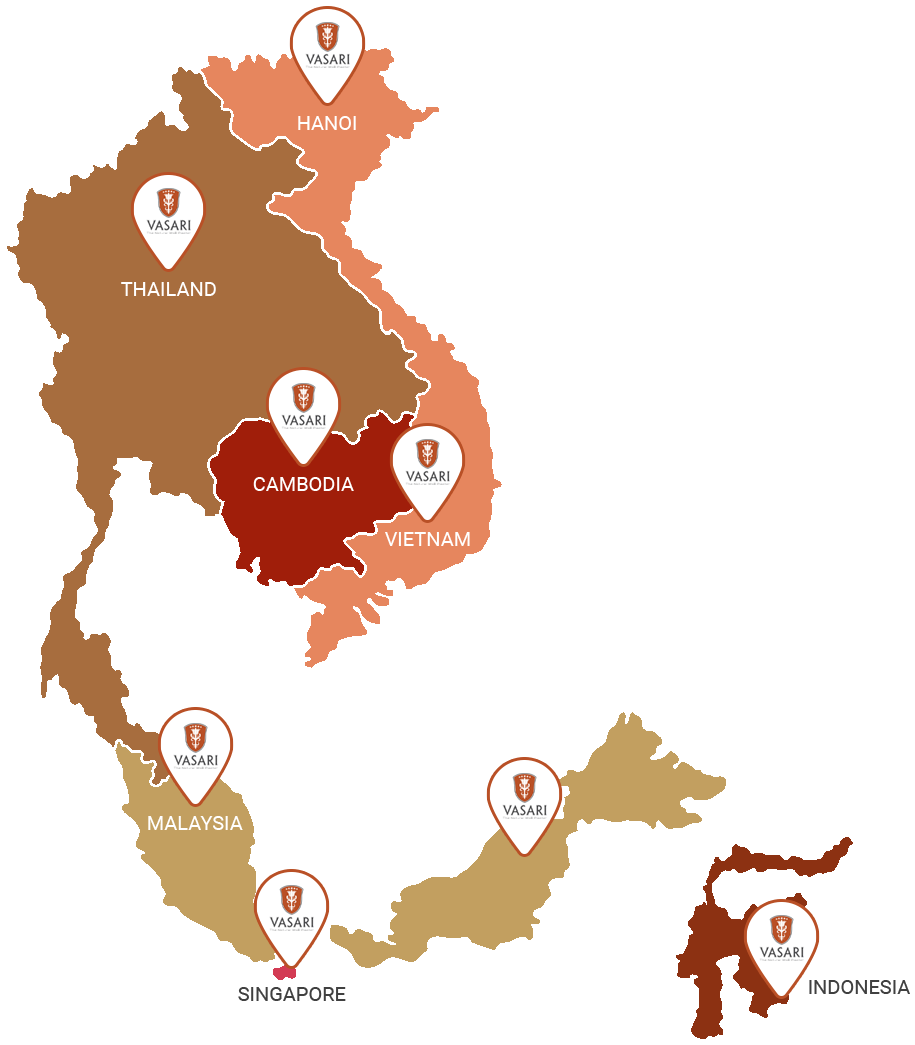 VASARI
HANOI
VASARI
THAILAND
VASARI
CAMBODIA
VASARI
VIETNAM
VASARI
MALAYSIA
VASARI
VASARI
SINGAPORE
VASARI
INDONESIA